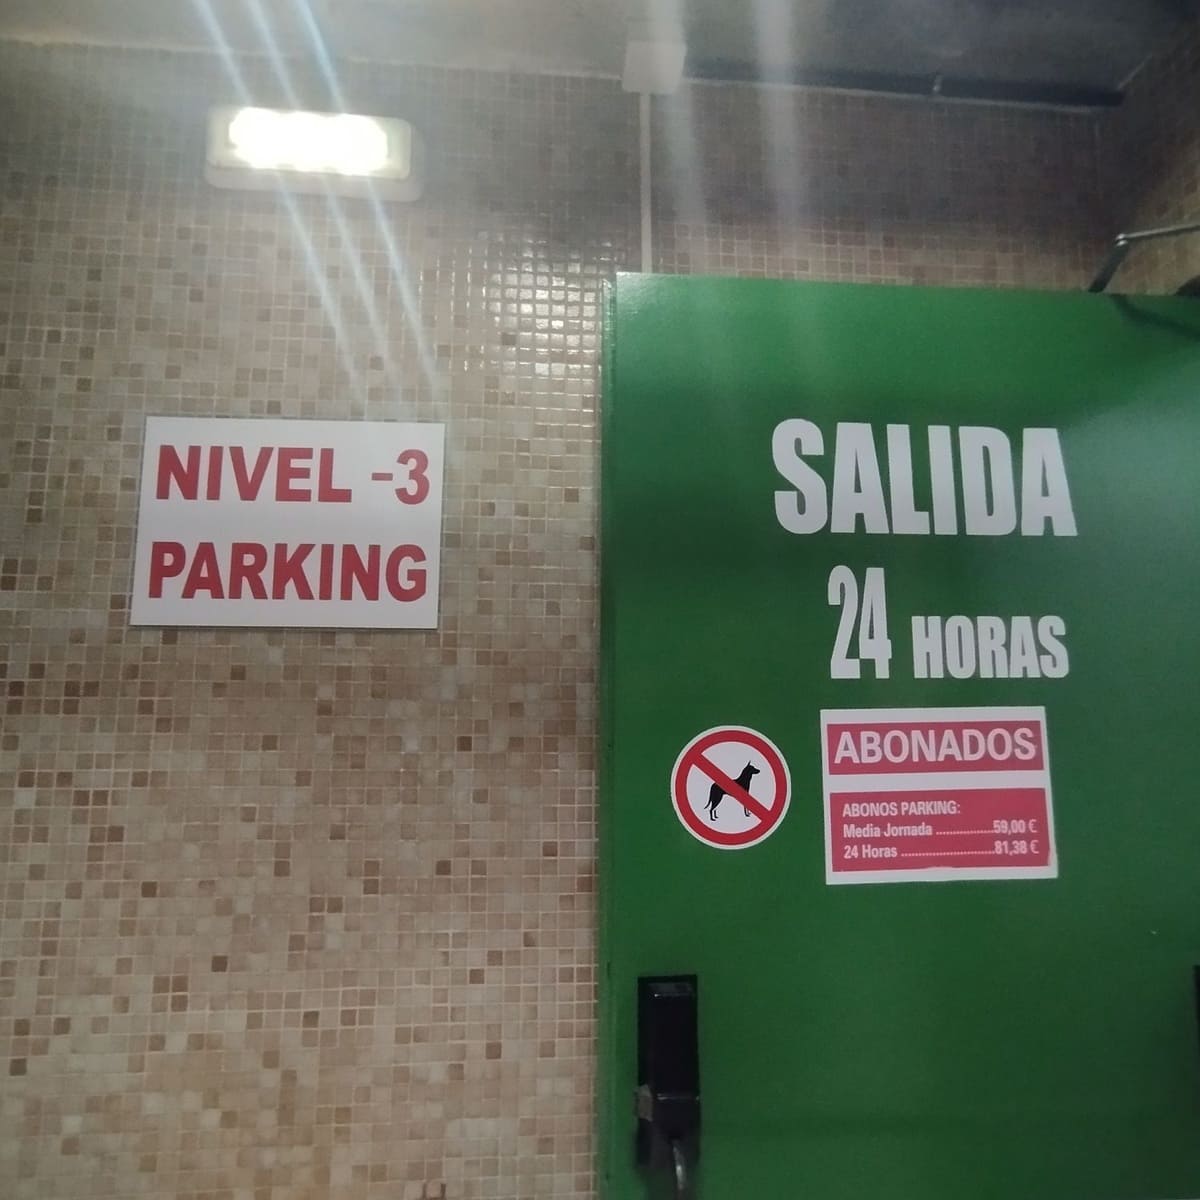 NIVEL -3
PARKING
SALIDA
24 HORAS
ABONADOS
ABONOS PARKING:
Media Jornada ................59,00 €
24 Horas ..........................81,38 €